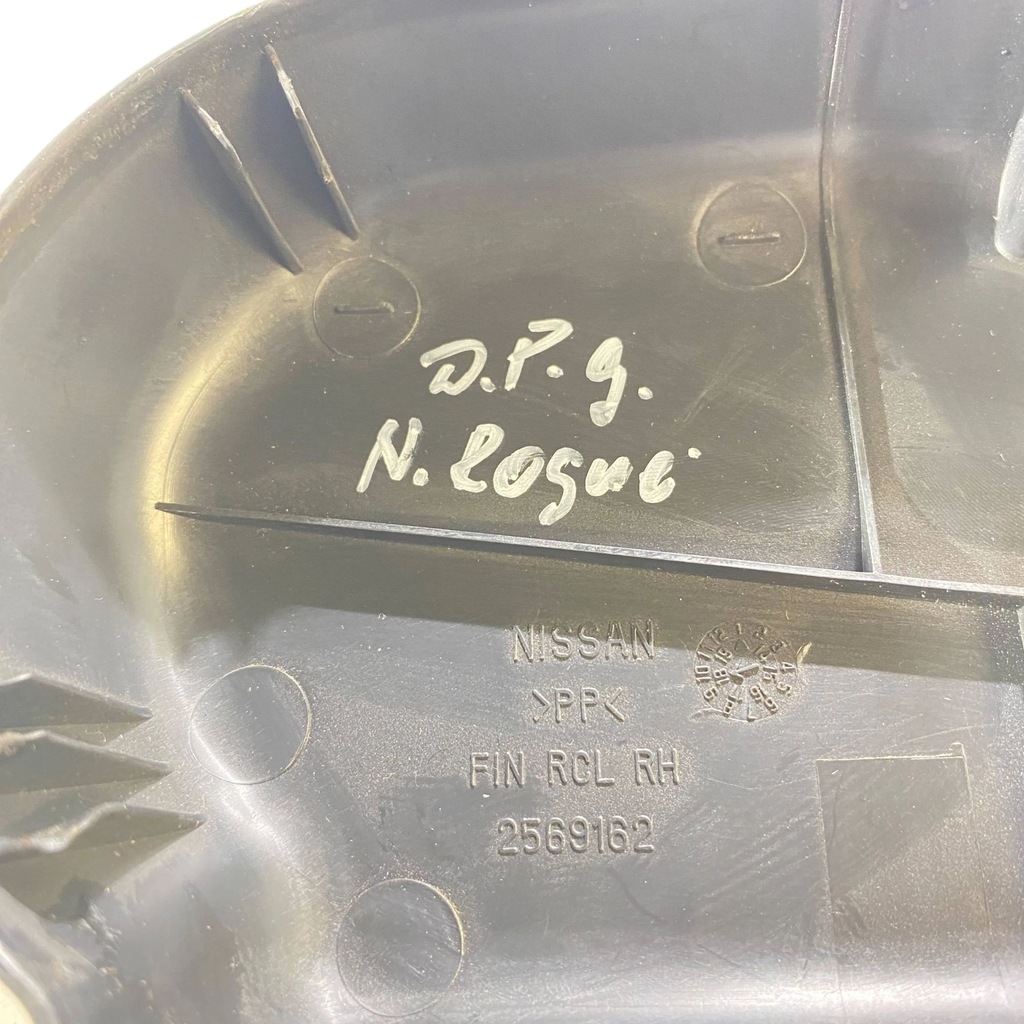 D.P.g.
N. Rogue
NISSAN
>PP<
FIN RCL RH
2569162